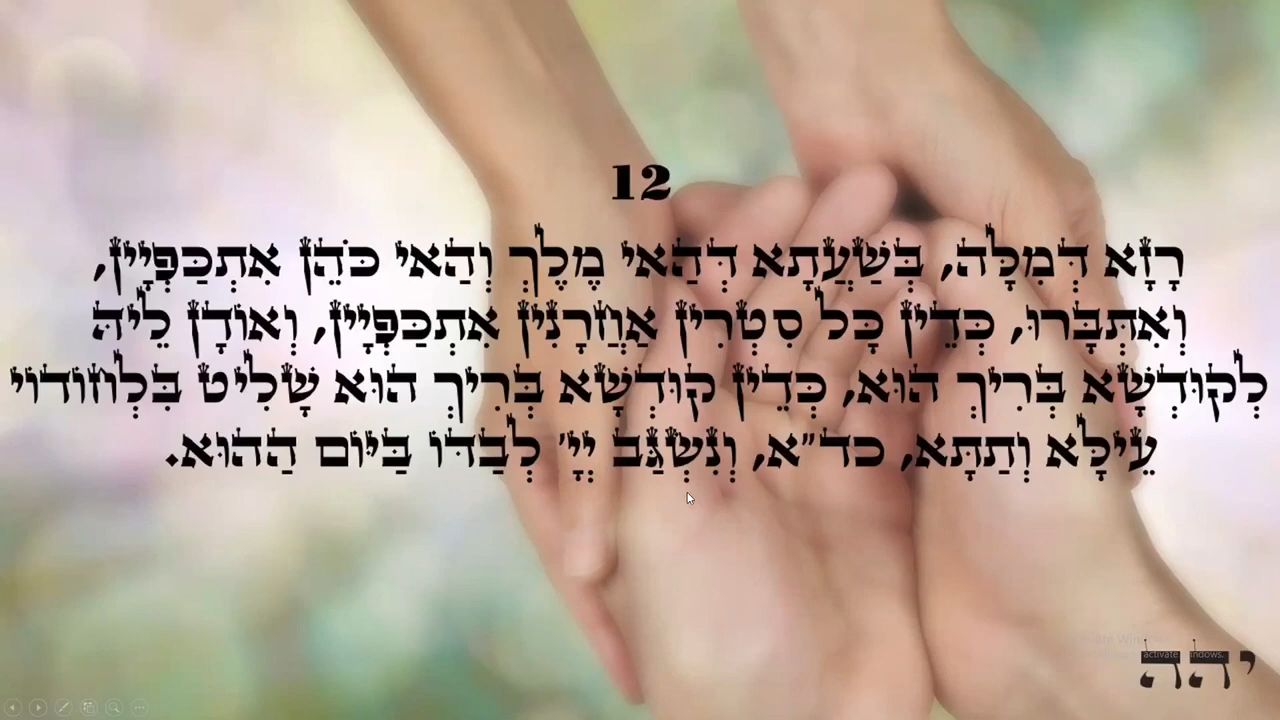 12
רָזָא דְּמִלָּה, בְּשַׁעֲתָא דְּהַאי מֶלֶךְ וְהַאי כֹּהֵן אִתְכַּפְּיָין,
וְאִתְבָּרוּ, כְּדֵין כָּל סִטְרִין אַחֲרָנִין אִתְכַּפְּיָין, וְאוֹדָן לֵיהּ
לְקוּדְשָׁא בְּרִיךְ הוּא, כְּדֵין קוּדְשָׁא בְּרִיךְ הוּא שָׁלִיט בִּלְחוֹדוֹי
עֵילָּא וְתַתָּא, כד"א, וְנִשְׂגַּב יְיָ' לְבַדּוֹ בַּיּוֹם הַהוּא.
יהה